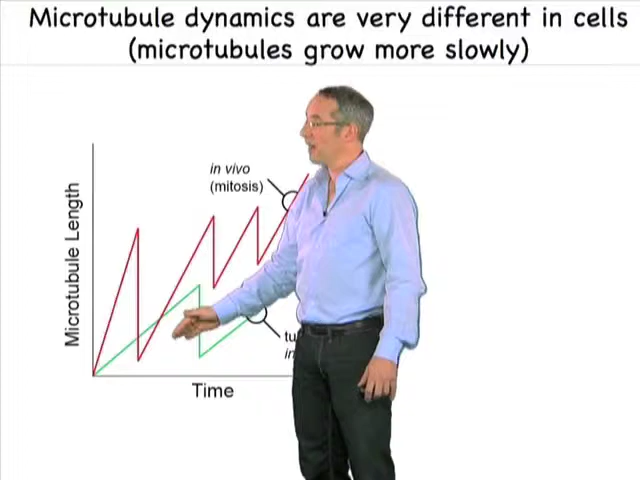 Microtubule dynamics are very different in cells
(microtubules grow more slowly)
in vivo
(mitosis)
Microtubule Length
Time